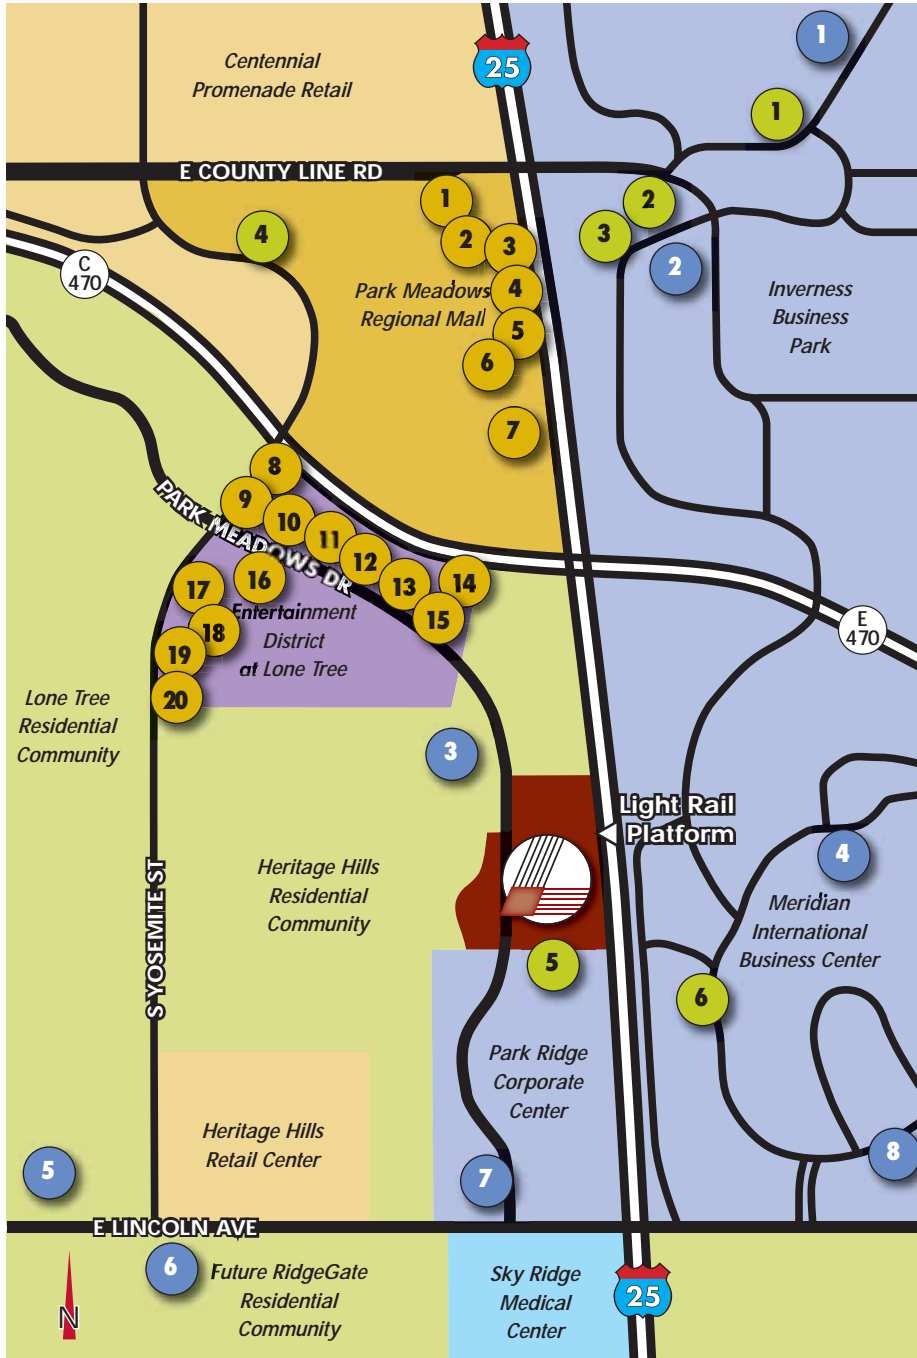 Centennial
Promenade Retail
25
1
1
E COUNTY LINE RD
1
2
3
4
2
3
2
C
470
Park Meadows
Regional Mall
4
5
6
7
Inverness
Business
Park
8
9
10
11
12
13
14
15
PARK MEADOWS DR
16
17
18
19
20
Entertainment
District
at Lone Tree
E
470
Lone Tree
Residential
Community
3
Light Rail
Platform
4
Heritage Hills
Residential
Community
Meridian
International
Business Center
S YOSEMITE ST
5
6
Park Ridge
Corporate
Center
Heritage Hills
Retail Center
5
7
8
E LINCOLN AVE
6
Future RidgeGate
Residential
Community
Sky Ridge
Medical
Center
25
N